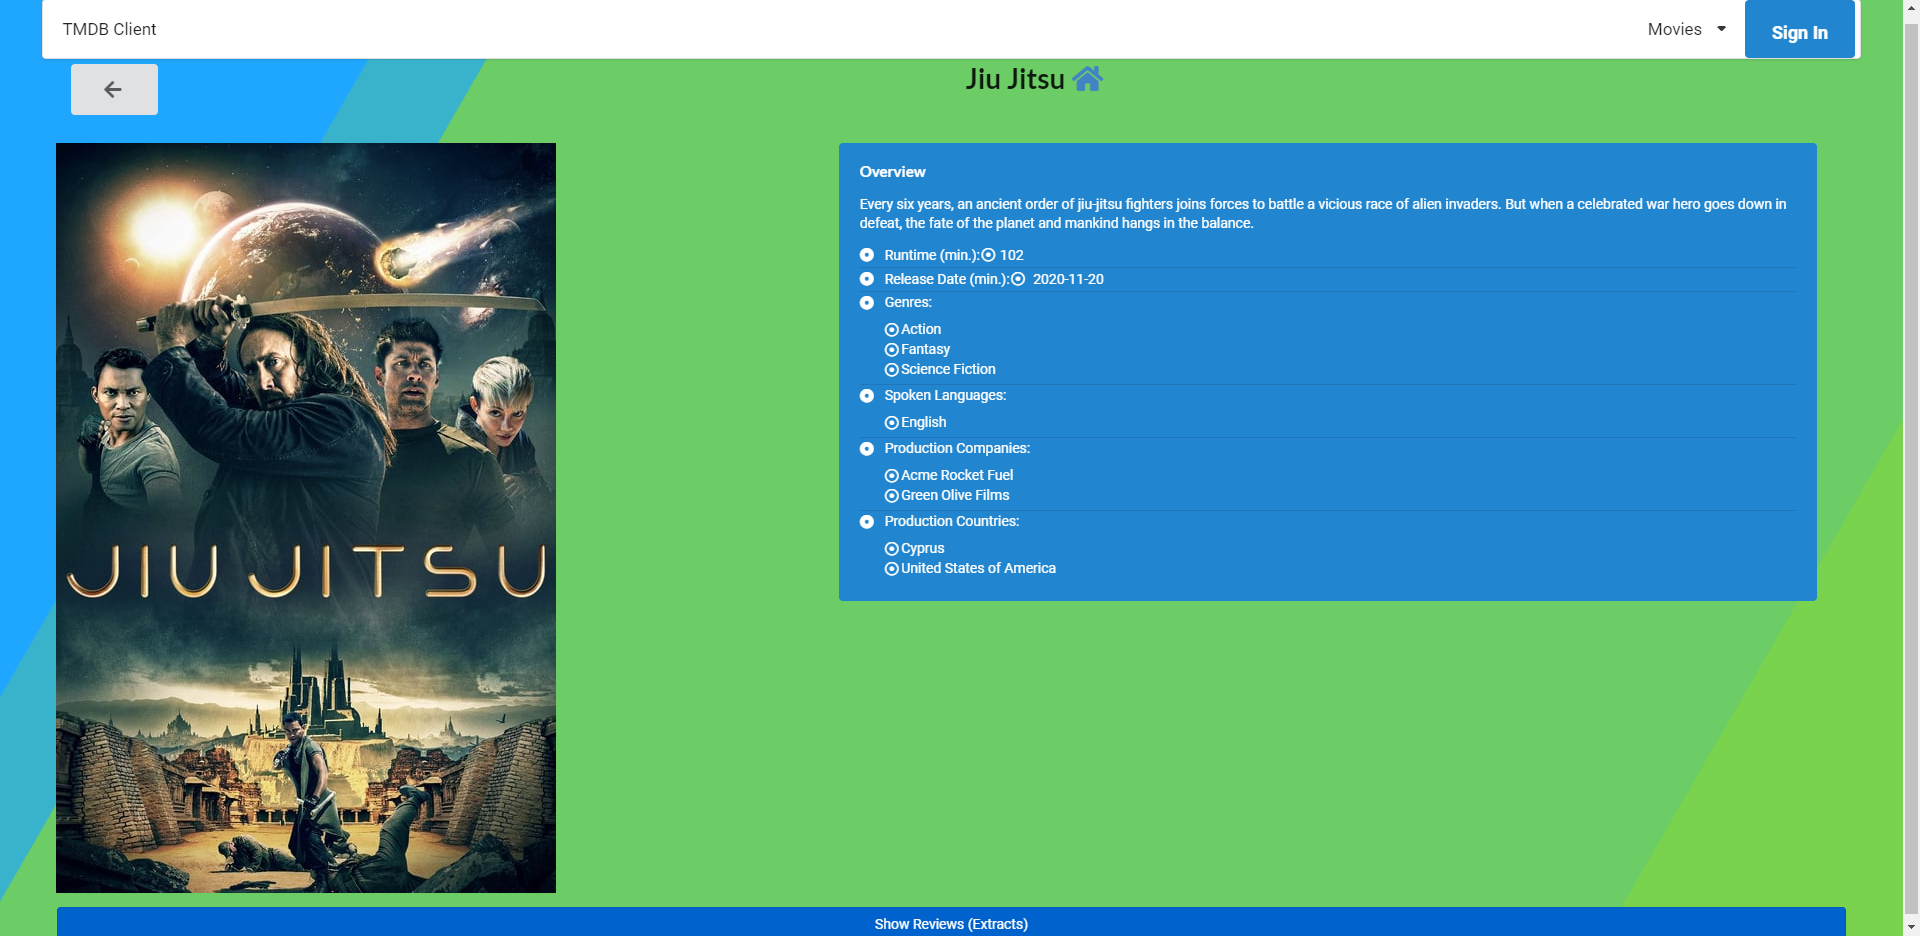 TMDB Client
Movies
Sign In
Jiu Jitsu
JIU JITSU
Overview
Every six years, an ancient order of jiu-jitsu fighters joins forces to battle a vicious race of alien invaders. But when a celebrated war hero goes down in
defeat, the fate of the planet and mankind hangs in the balance.
Runtime (min.): 102
Release Date (min.): 2020-11-20
Genres:
Action
Fantasy
Science Fiction
Spoken Languages:
English
Production Companies:
Acme Rocket Fuel
Green Olive Films
Production Countries:
Cyprus
United States of America
Show Reviews (Extracts)